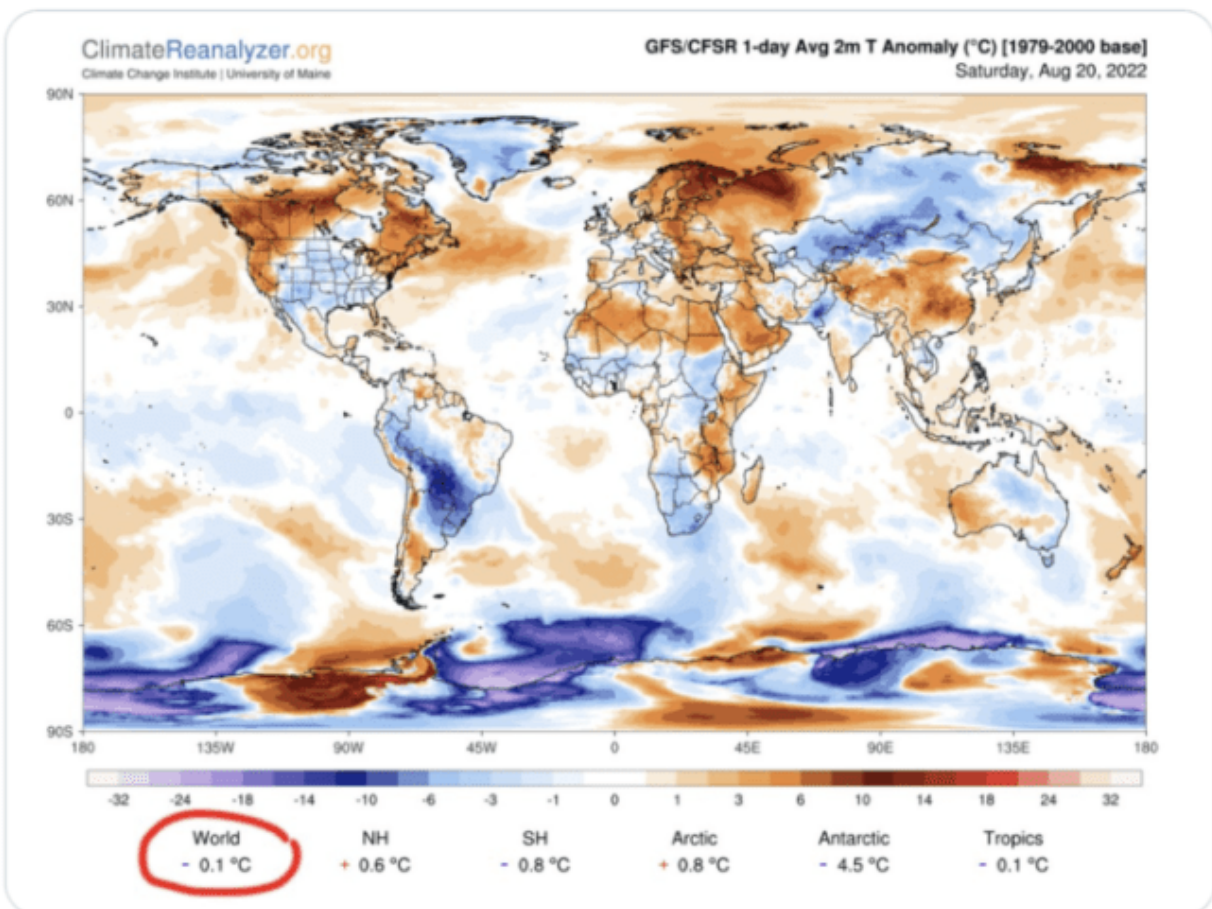 ClimateReanalyzer.org
Climate Change Institute | University of Maine
GFS/CFSR 1-day Avg 2m T Anomaly (°C) [1979-2000 base]
Saturday, Aug 20, 2022
90N
60N
30N
0
30S
60S
90S
180 135W 90W 45W 0 45E 90E 135E 180
-32 -24 -18 -14 -10 -6 -3 -1 0 1 3 6 10 14 18 24 32
World NH SH Arctic Antarctic Tropics
- 0.1 °C + 0.6 °C - 0.8 °C + 0.8 °C - 4.5 °C - 0.1 °C